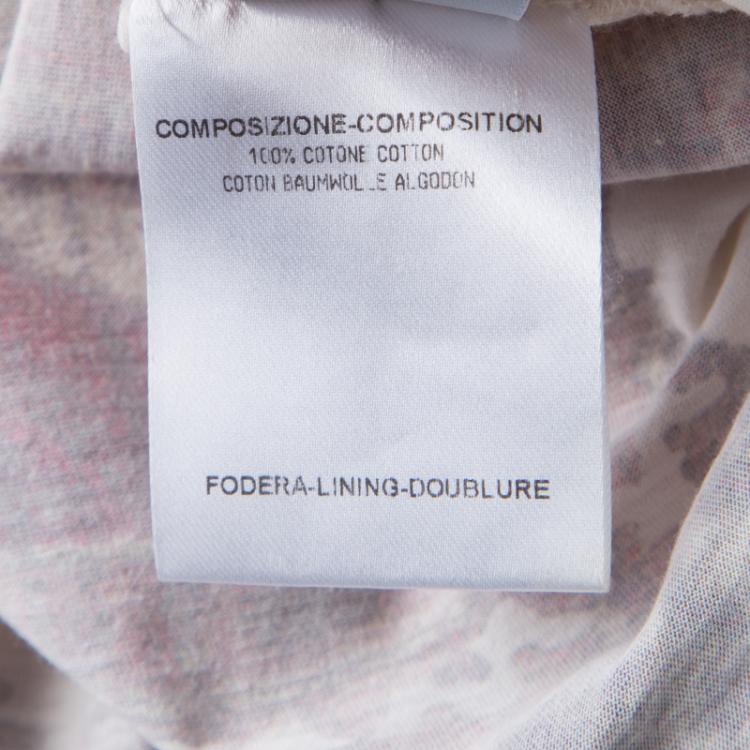 COMPOSIZIONE-COMPOSITION
100% COTONE COTTON
COTON BAUMWOLLE ALGODON
FODERA-LINING-DOUBLURE